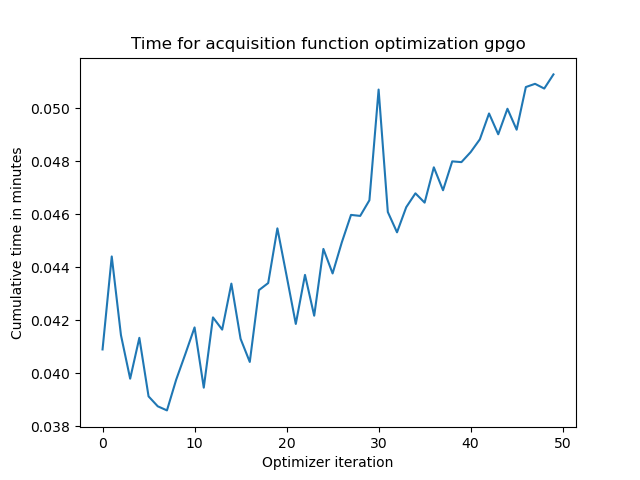 Time for acquisition function optimization gpgo
Cumulative time in minutes
0.050
0.048
0.046
0.044
0.042
0.040
0.038
0 10 20 30 40 50
Optimizer iteration